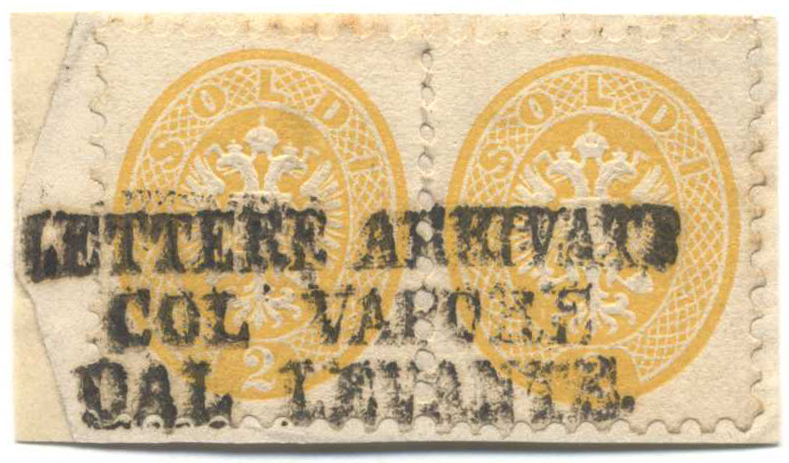 SOLDI SOLDI
LETTERE ARRIVATE
COL VAPORE
2
DAL LEVANTE.